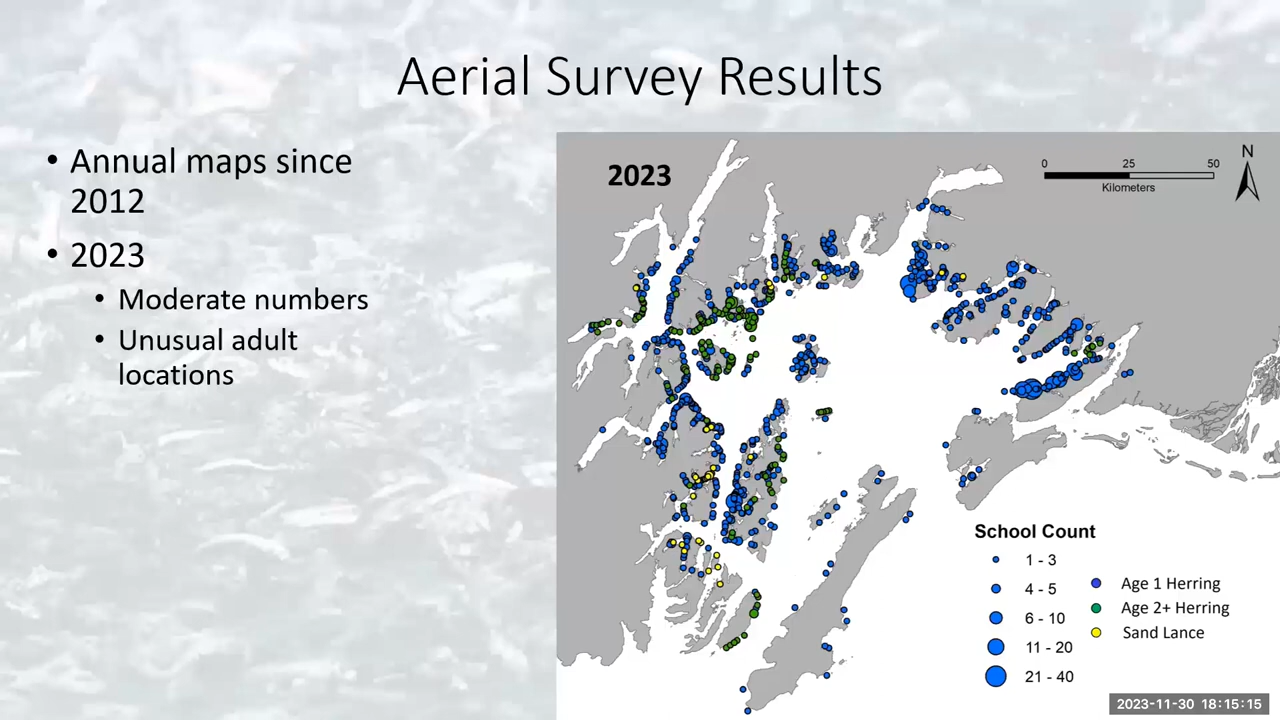 Aerial Survey Results
• Annual maps since
2012
• 2023
• Moderate numbers
• Unusual adult
locations
2023
0 25 50
Kilometers
N
School Count
1 - 3
4 - 5
6 - 10
11 - 20
21 - 40
Age 1 Herring
Age 2+ Herring
Sand Lance
2023-11-30 18:15:15